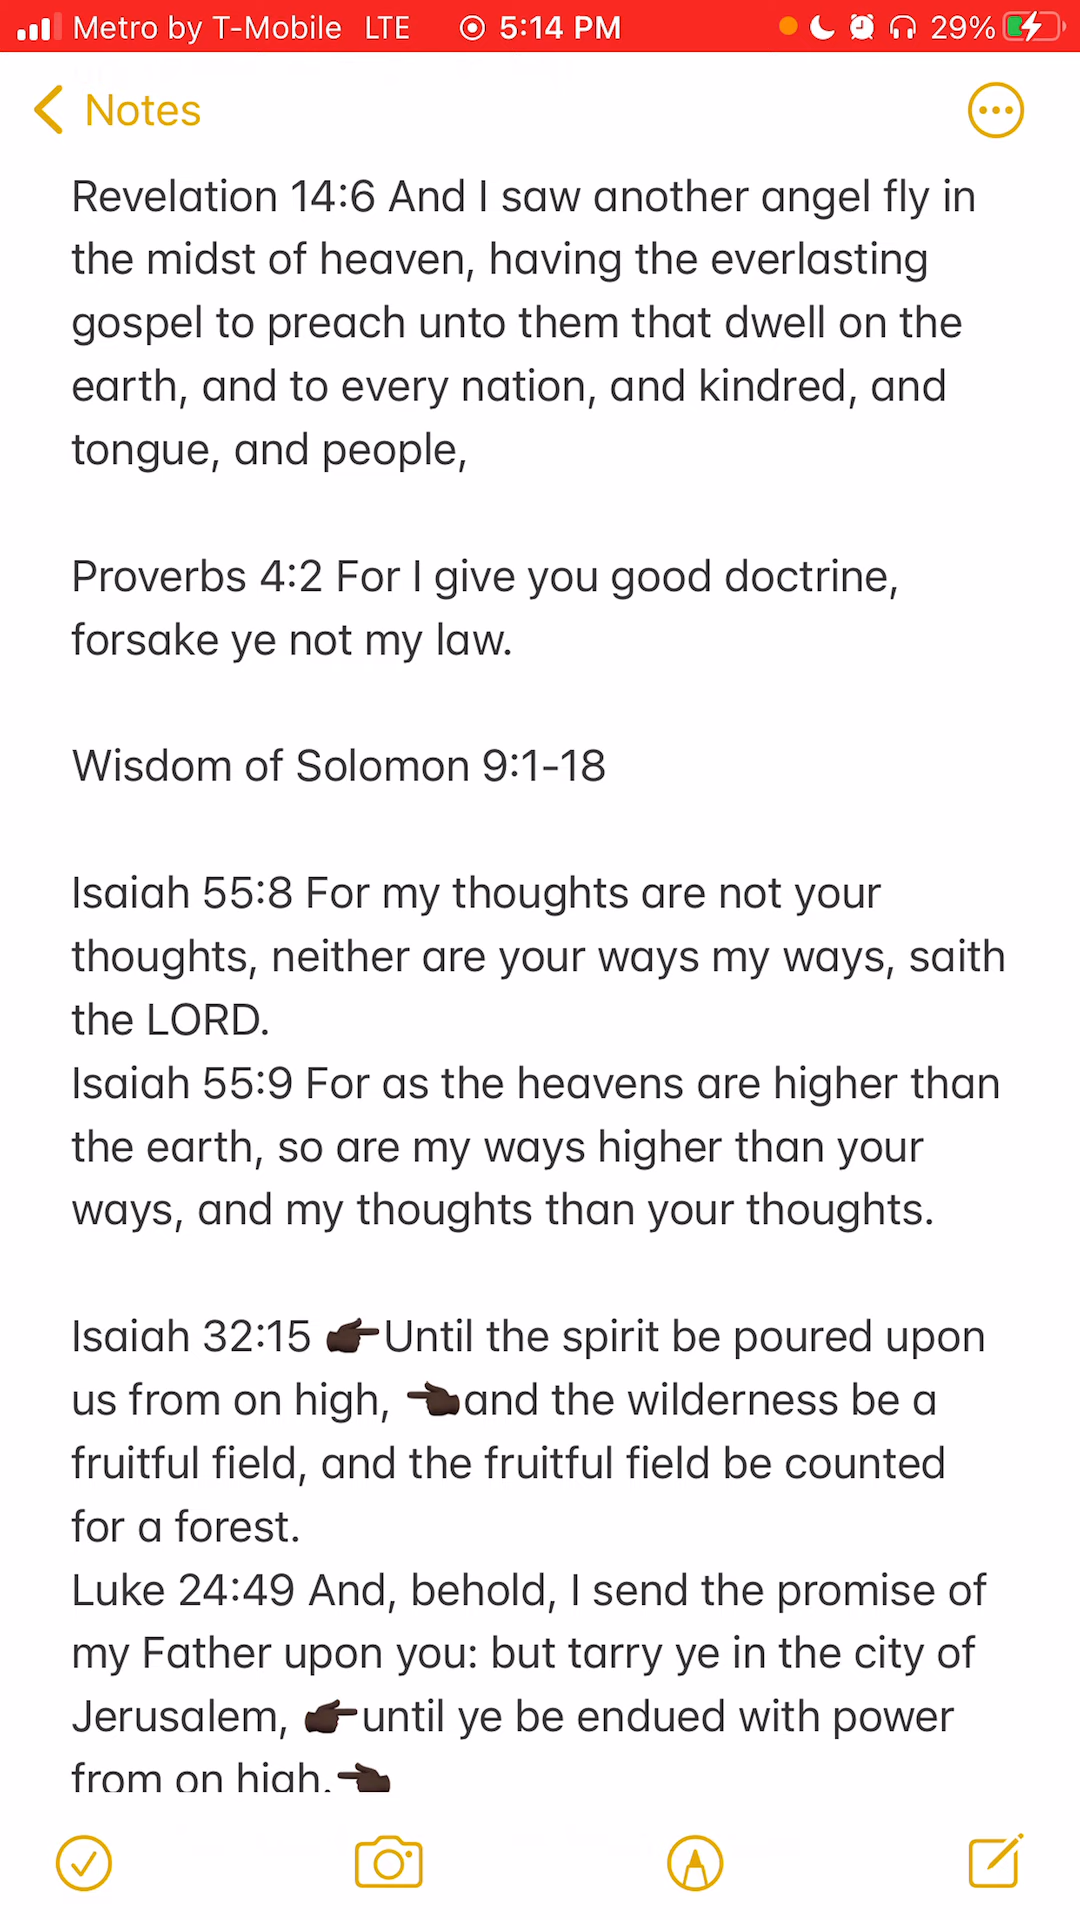 Metro by T-Mobile LTE 5:14 PM 29%
Notes
Revelation 14:6 And I saw another angel fly in
the midst of heaven, having the everlasting
gospel to preach unto them that dwell on the
earth, and to every nation, and kindred, and
tongue, and people,
Proverbs 4:2 For I give you good doctrine,
forsake ye not my law.
Wisdom of Solomon 9:1-18
Isaiah 55:8 For my thoughts are not your
thoughts, neither are your ways my ways, saith
the LORD.
Isaiah 55:9 For as the heavens are higher than
the earth, so are my ways higher than your
ways, and my thoughts than your thoughts.
Isaiah 32:15 👉🏿Until the spirit be poured upon
us from on high, 👈🏿and the wilderness be a
fruitful field, and the fruitful field be counted
for a forest.
Luke 24:49 And, behold, I send the promise of
my Father upon you: but tarry ye in the city of
Jerusalem, 👉🏿until ye be endued with power
from on high.👈🏿